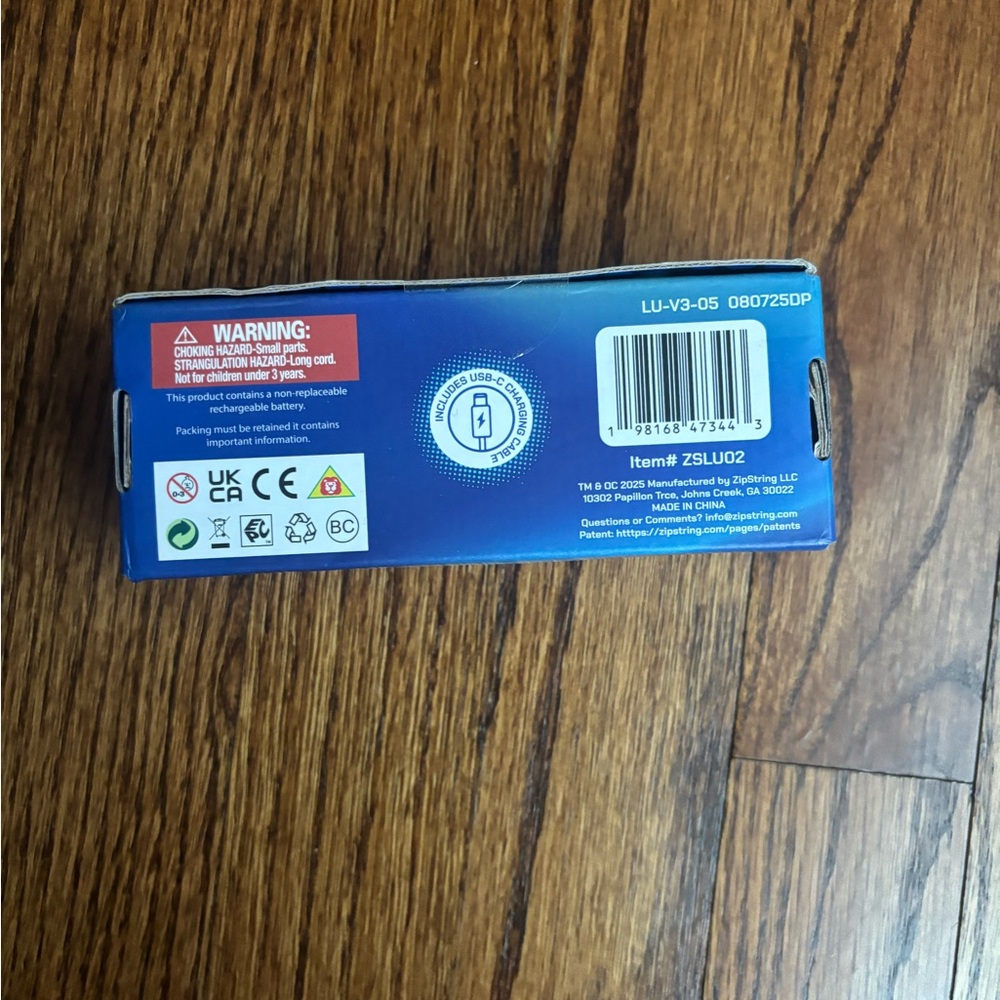 WARNING:
CHOKING HAZARD-Small parts.
STRANGULATION HAZARD-Long cord.
Not for children under 3 years.
This product contains a non-replaceable
rechargeable battery.
Packing must be retained it contains
important information.
0-3
UK
CA
CE
BC
INCLUDES USB-C CHARGING CABLE
LU-V3-05 080725DP
1 98168 47344 3
Item# ZSLU02
TM & OC 2025 Manufactured by ZipString LLC
10302 Papillon Trce, Johns Creek, GA 30022
MADE IN CHINA
Questions or Comments? info@zipstring.com
Patent: https://zipstring.com/pages/patents